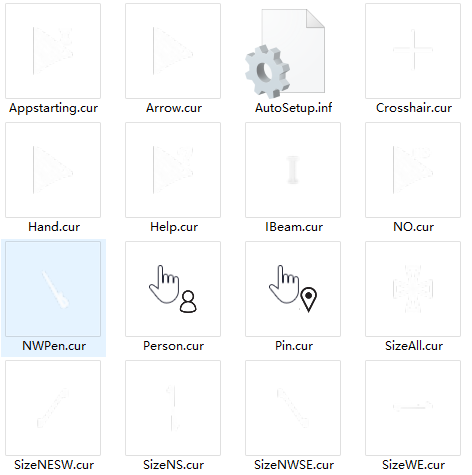 Appstarting.cur
Arrow.cur
AutoSetup.inf
Crosshair.cur
Hand.cur
Help.cur
IBeam.cur
NO.cur
NWPen.cur
Person.cur
Pin.cur
SizeAll.cur
SizeNESW.cur
SizeNS.cur
SizeNWSE.cur
SizeWE.cur